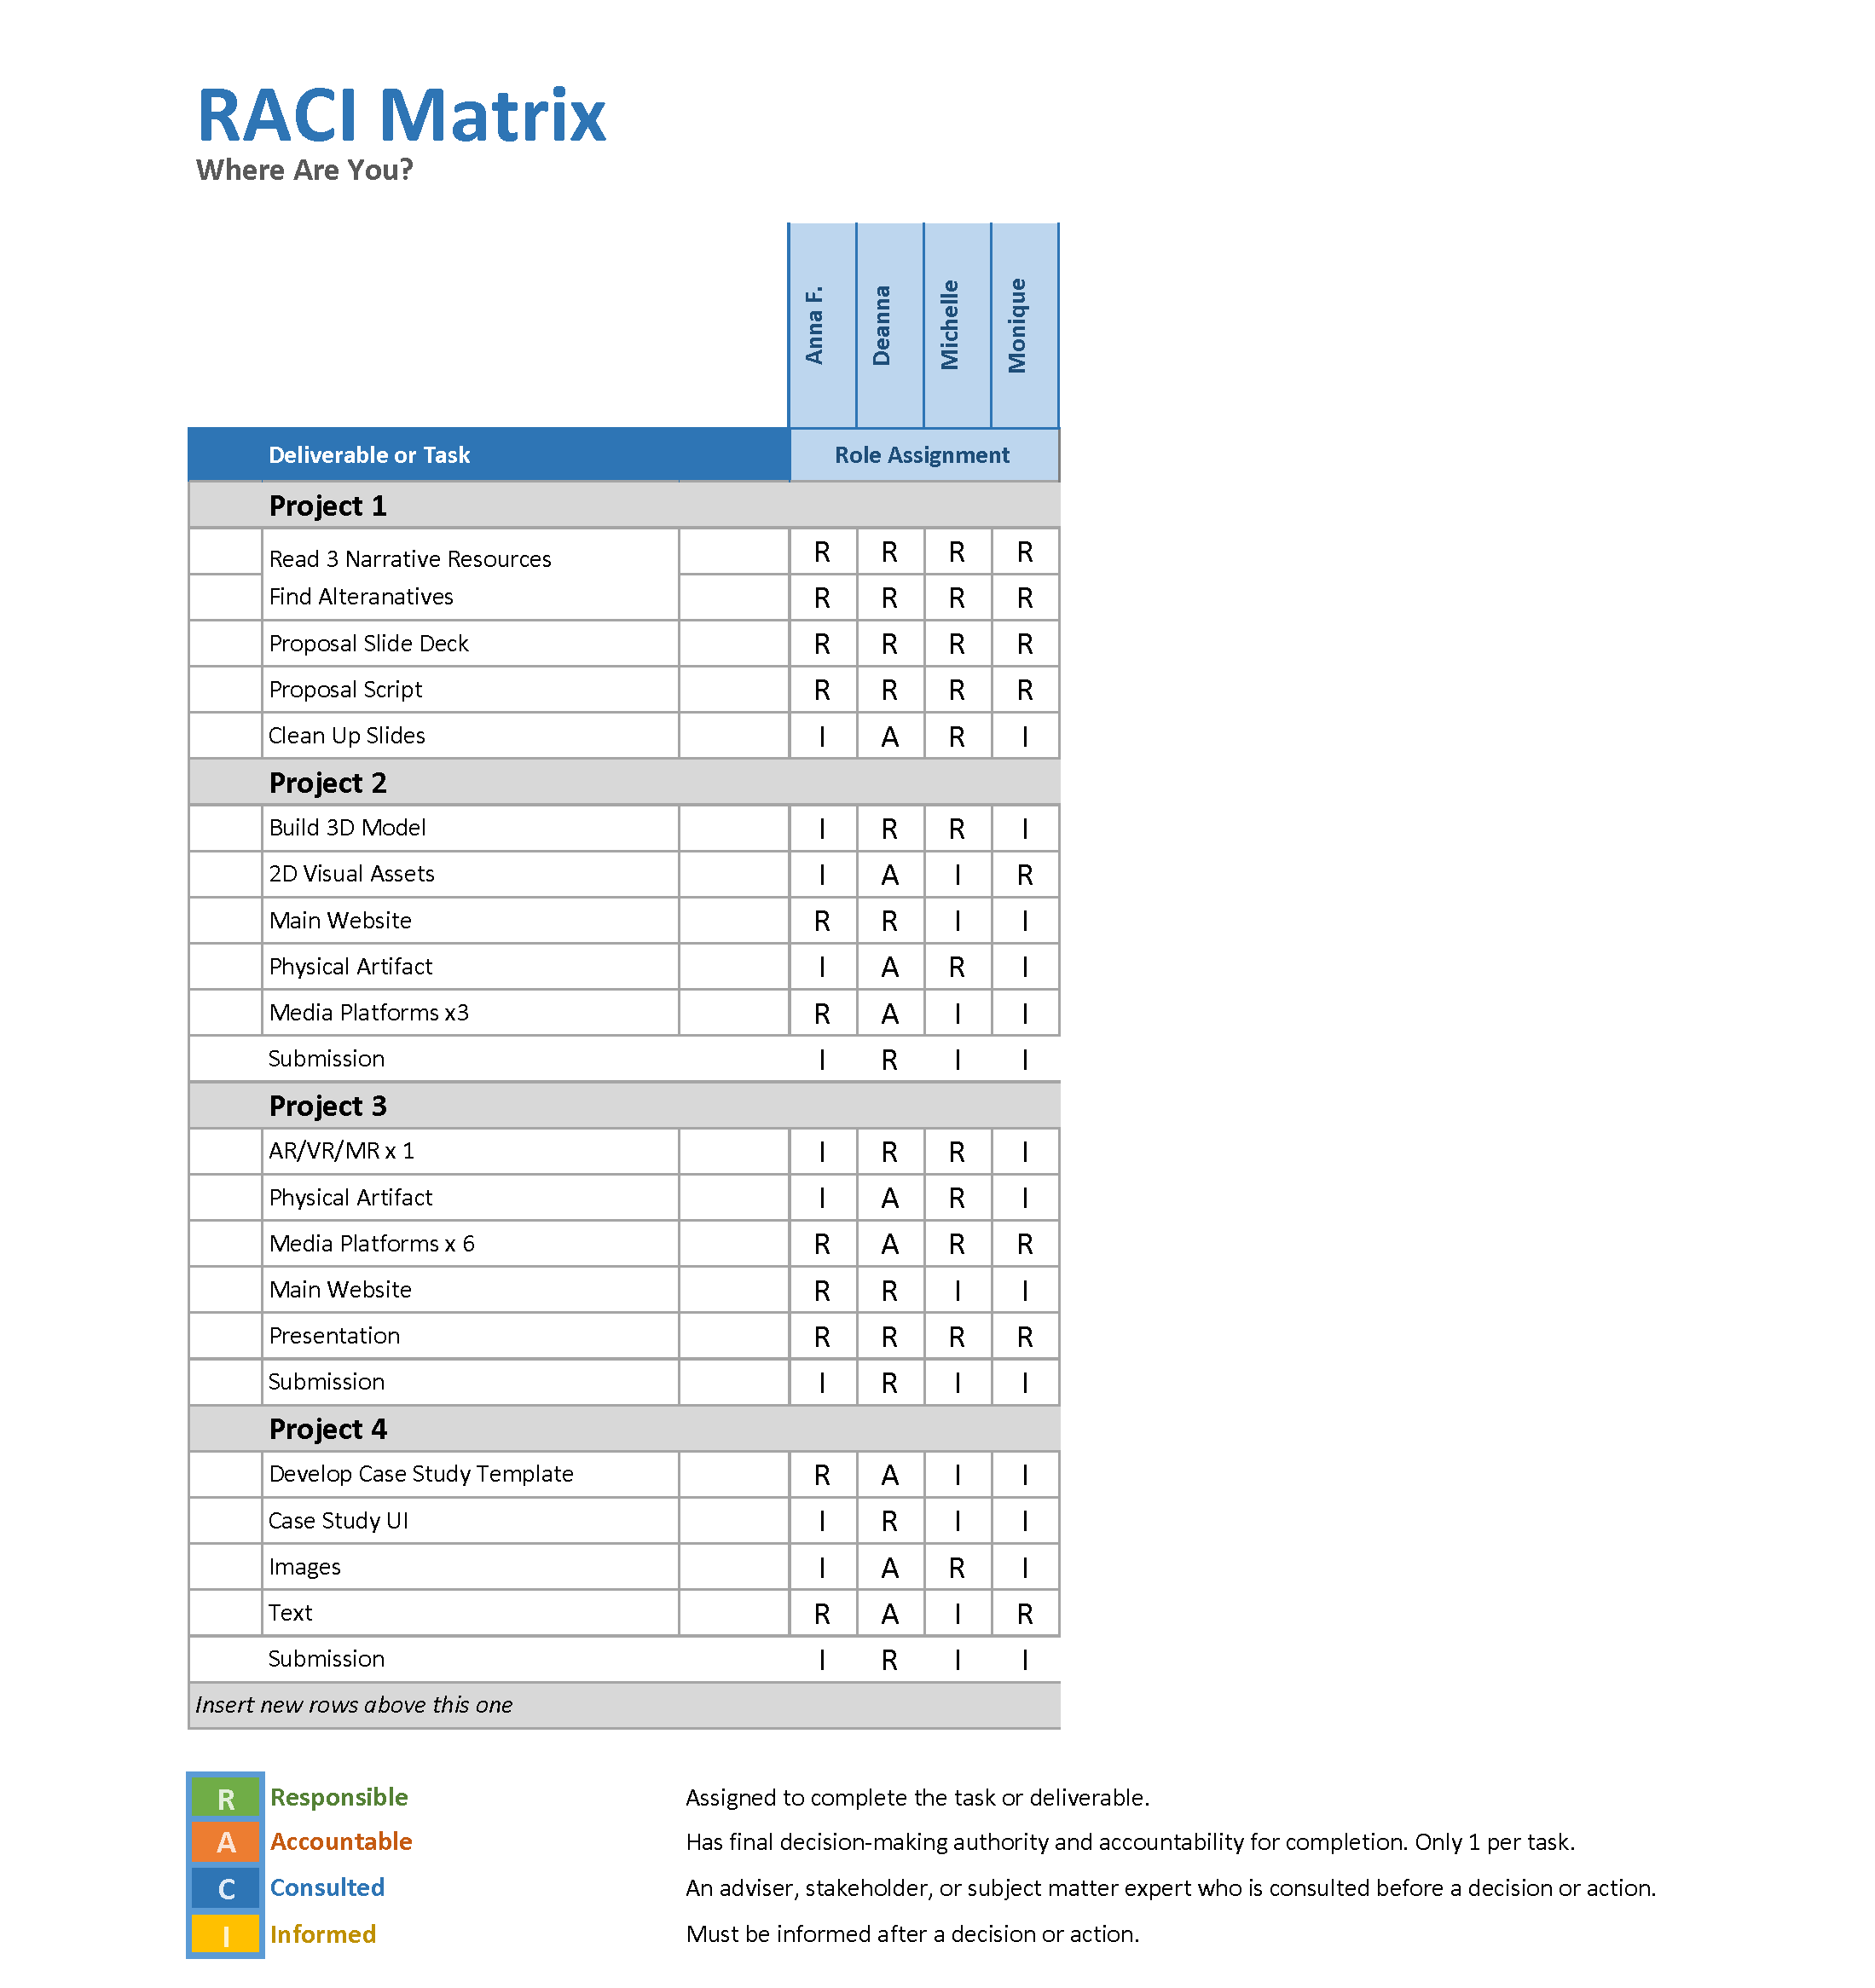 RACI Matrix
Where Are You?
Anna F. Deanna Michelle Monique
Deliverable or Task Role Assignment
Project 1
Read 3 Narrative Resources R R R R
Find Alteranatives R R R R
Proposal Slide Deck R R R R
Proposal Script R R R R
Clean Up Slides I A R I
Project 2
Build 3D Model I R R I
2D Visual Assets I A I R
Main Website R R I I
Physical Artifact I A R I
Media Platforms x3 R A I I
Submission I R I I
Project 3
AR/VR/MR x 1 I R R I
Physical Artifact I A R I
Media Platforms x 6 R A R R
Main Website R R I I
Presentation R R R R
Submission I R I I
Project 4
Develop Case Study Template R A I I
Case Study UI I R I I
Images I A R I
Text R A I R
Submission I R I I
Insert new rows above this one
R Responsible Assigned to complete the task or deliverable.
A Accountable Has final decision-making authority and accountability for completion. Only 1 per task.
C Consulted An adviser, stakeholder, or subject matter expert who is consulted before a decision or action.
I Informed Must be informed after a decision or action.